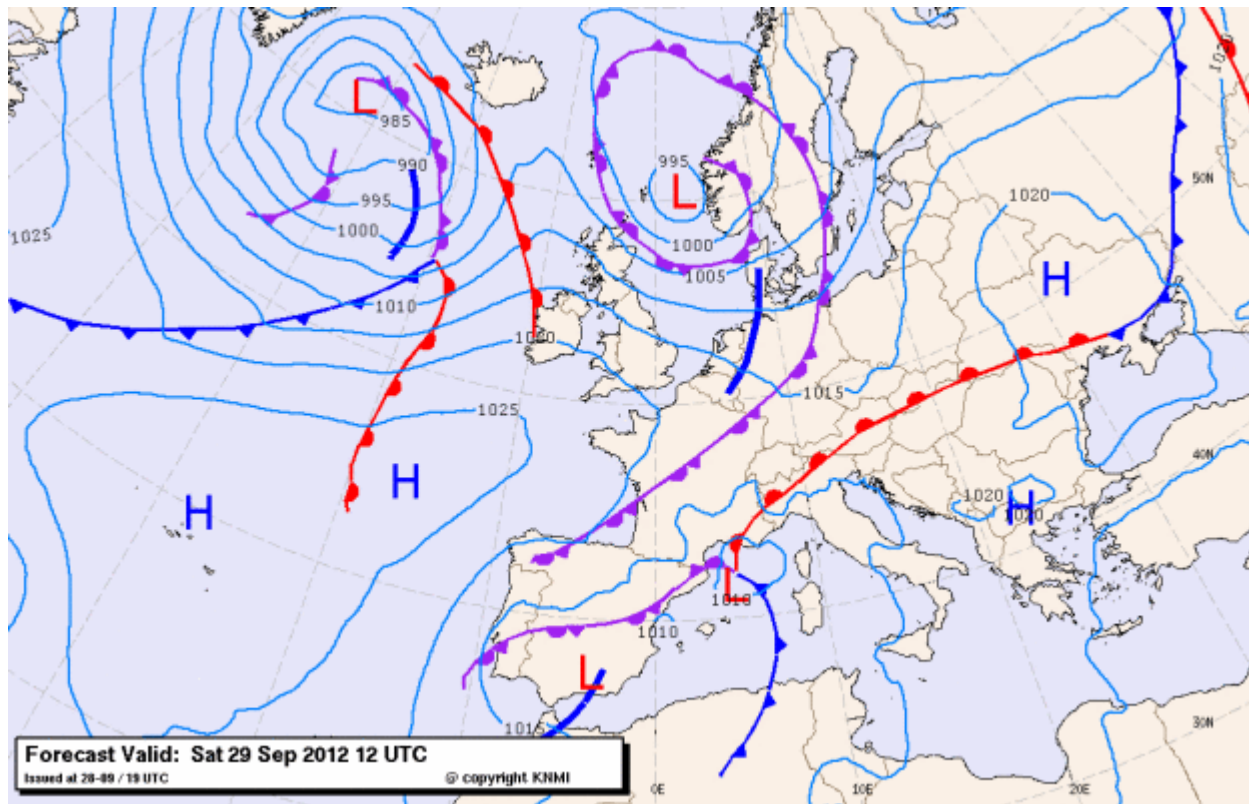 L
985
995
L
1000
1005
990
995
1000
1025
1010
1020
50N
1020
H
1015
1025
H
H
40N
1020
H
1020
L
1010
1010
L
1015
30N
Forecast Valid: Sat 29 Sep 2012 12 UTC
Issued at 28-09 / 19 UTC
@ copyright KNMI
0E
10E
20E